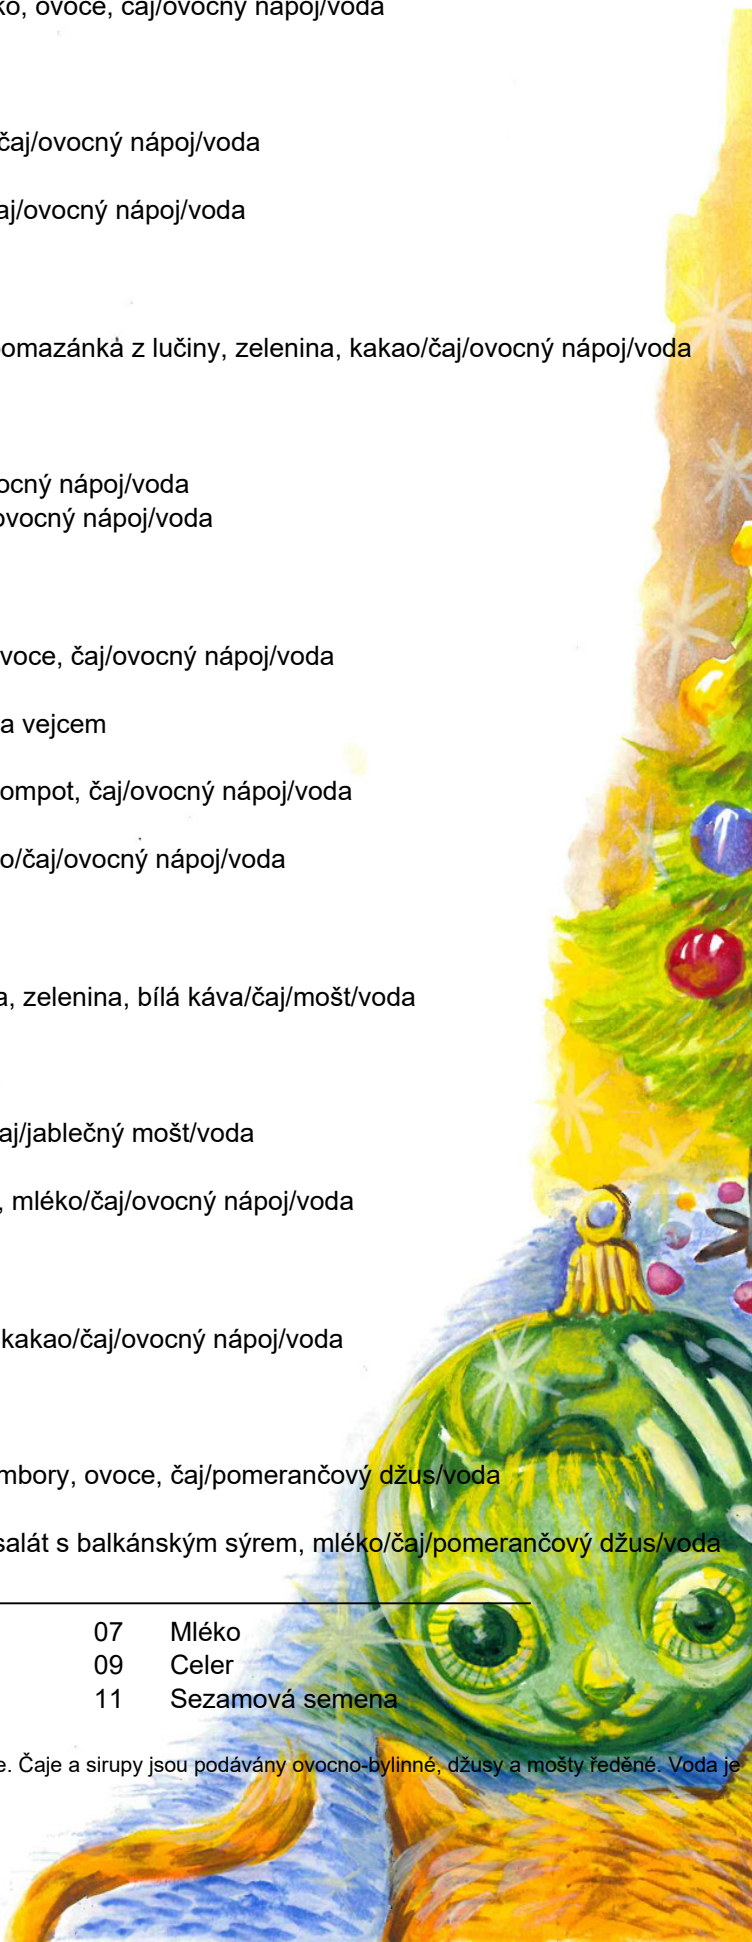 ko, ovoce, čaj/ovocný nápoj/voda
čaj/ovocný nápoj/voda
aj/ovocný nápoj/voda
omazánka z lučiny, zelenina, kakao/čaj/ovocný nápoj/voda
ocný nápoj/voda
ovocný nápoj/voda
voce, čaj/ovocný nápoj/voda
a vejcem
ompot, čaj/ovocný nápoj/voda
o/čaj/ovocný nápoj/voda
a, zelenina, bílá káva/čaj/mošt/voda
aj/jablečný mošt/voda
, mléko/čaj/ovocný nápoj/voda
kakao/čaj/ovocný nápoj/voda
mbory, ovoce, čaj/pomerančový džus/voda
salát s balkánským sýrem, mléko/čaj/pomerančový džus/voda
07 Mléko
09 Celer
11 Sezamová semena
e. Čaje a sirupy jsou podávány ovocno-bylinné, džusy a mošty ředěné. Voda je